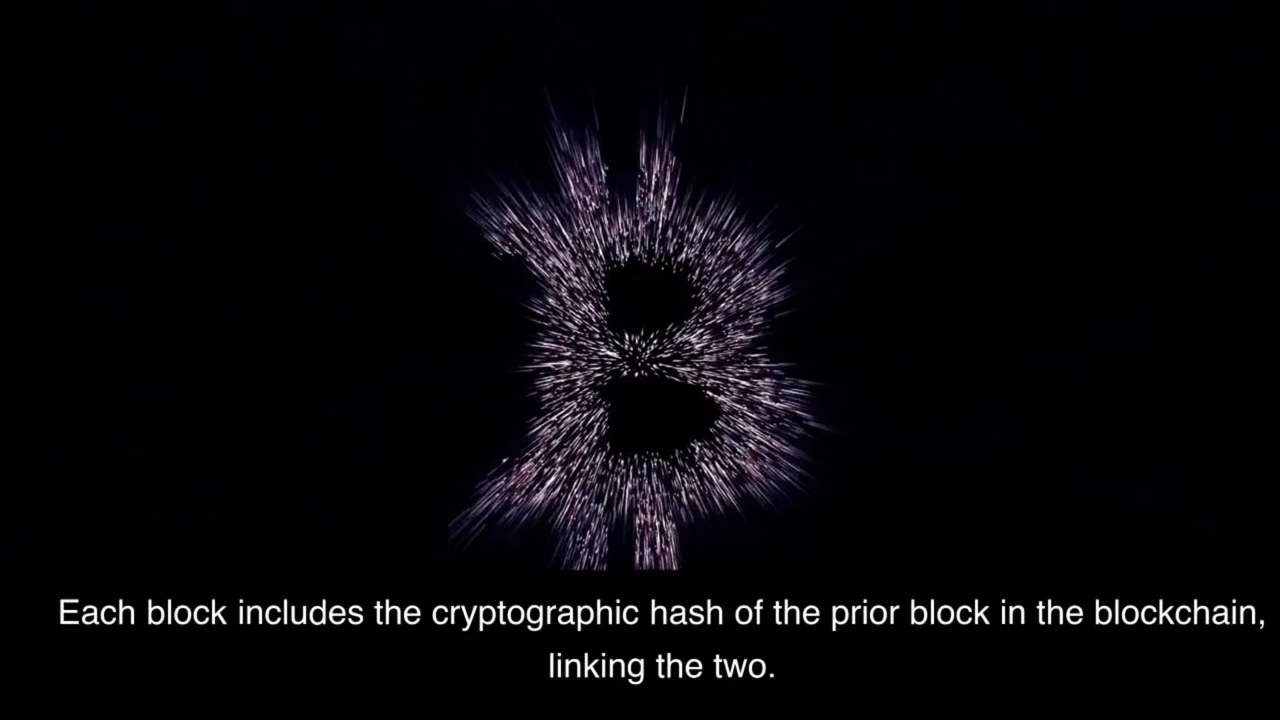 Each block includes the cryptographic hash of the prior block in the blockchain,
linking the two.